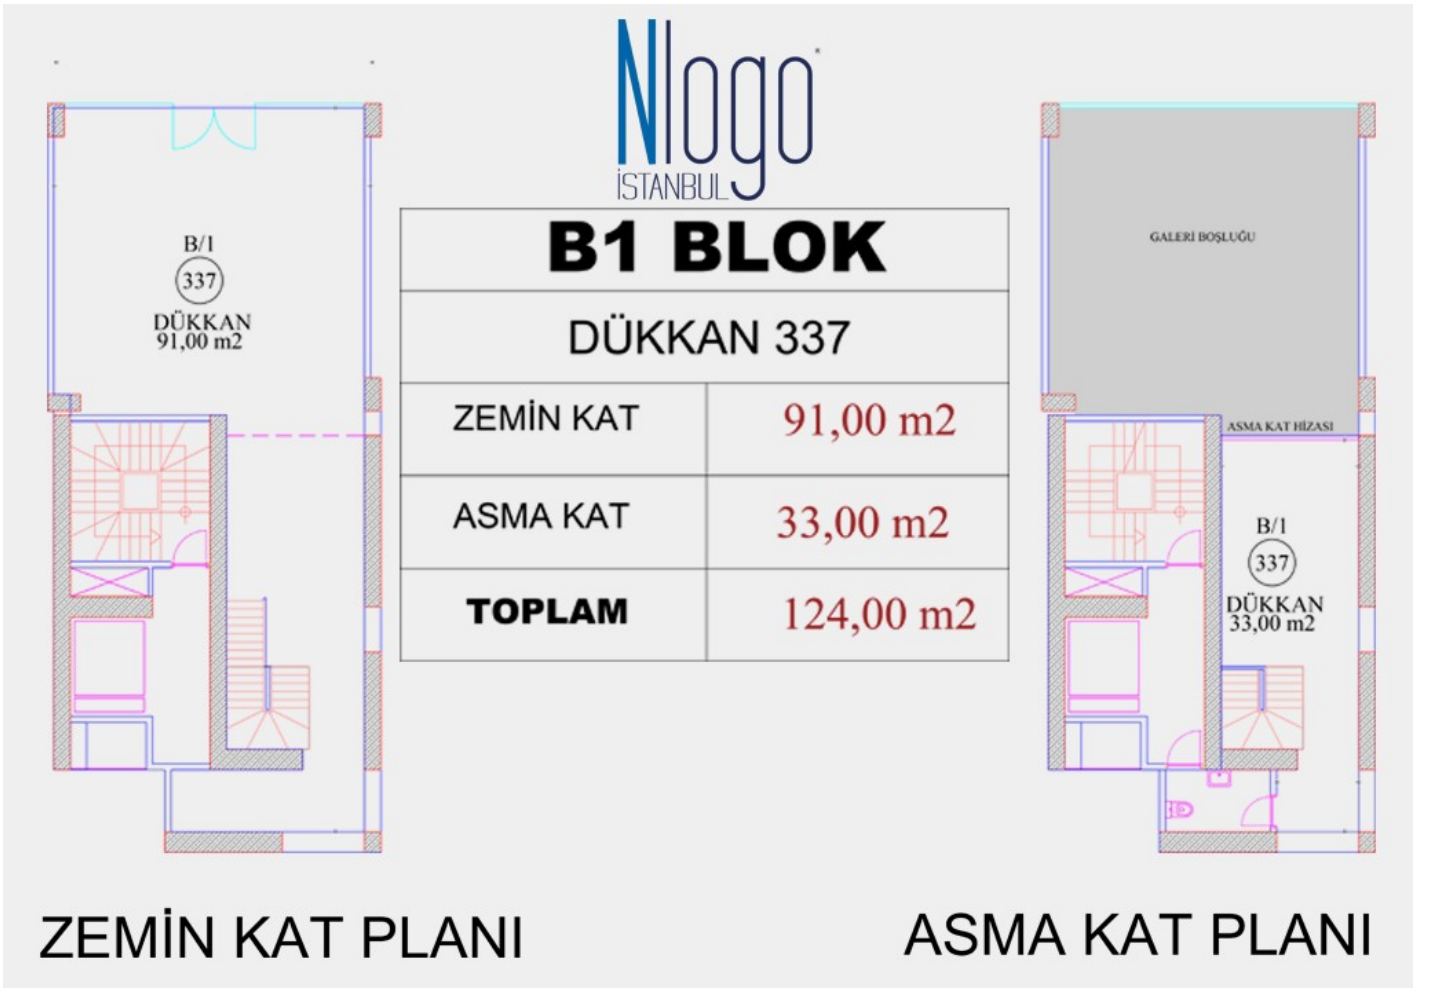 Nlogo
İSTANBUL
B/1
337
DÜKKAN
91,00 m2
B1 BLOK
DÜKKAN 337
ZEMİN KAT 91,00 m2
ASMA KAT 33,00 m2
TOPLAM 124,00 m2
GALERİ BOŞLUĞU
ASMA KAT HİZASI
B/1
337
DÜKKAN
33,00 m2
ZEMİN KAT PLANI
ASMA KAT PLANI